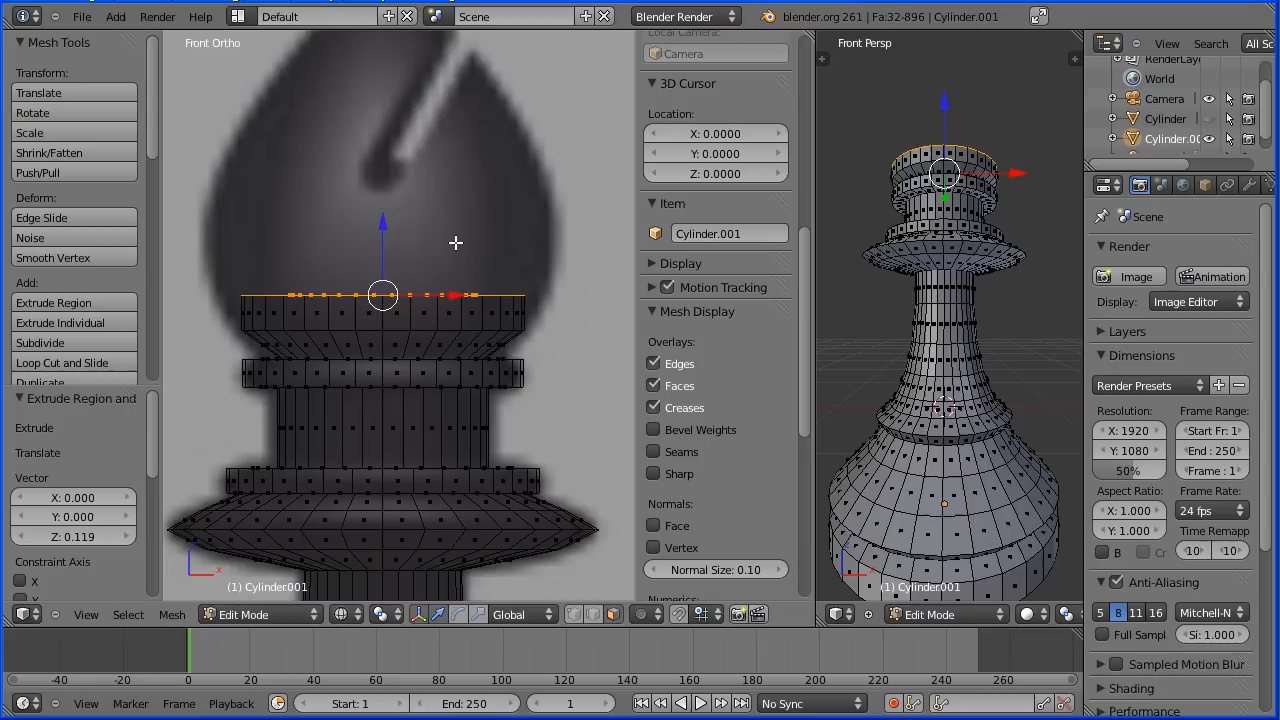 File Add Render Help Default Scene Blender Render blender.org 261 | Fa:32-896 | Cylinder.001
Mesh Tools
Transform:
Translate
Rotate
Scale
Shrink/Fatten
Push/Pull
Deform:
Edge Slide
Noise
Smooth Vertex
Add:
Extrude Region
Extrude Individual
Subdivide
Loop Cut and Slide
Duplicate
Extrude Region and
Extrude
Translate
Vector
X: 0.000
Y: 0.000
Z: 0.119
Constraint Axis
X
Front Ortho
(1) Cylinder.001
View Select Mesh Edit Mode Global
Local Camera:
Camera
3D Cursor
Location:
X: 0.0000
Y: 0.0000
Z: 0.0000
Item
Cylinder.001
Display
Motion Tracking
Mesh Display
Overlays:
Edges
Faces
Creases
Bevel Weights
Seams
Sharp
Normals:
Face
Vertex
Normal Size: 0.10
Numerics:
Front Persp
(1) Cylinder.001
Edit Mode
View Search All Sc
RenderLaye
World
Camera
Cylinder
Cylinder.00
Scene
Render
Image Animation
Display: Image Editor
Layers
Dimensions
Render Presets
Resolution: Frame Range:
X: 1920 Start Fr: 1
Y: 1080 End : 250
50% Frame : 1
Aspect Ratio: Frame Rate:
X: 1.000 24 fps
Y: 1.000 Time Remapp
B Cr 10 10
Anti-Aliasing
5 8 11 16 Mitchell-N
Full Sampl Si: 1.000
Sampled Motion Blur
Shading
Performance
-40 -20 0 20 40 60 80 100 120 140 160 180 200 220 240 260
View Marker Frame Playback Start: 1 End: 250 1 No Sync